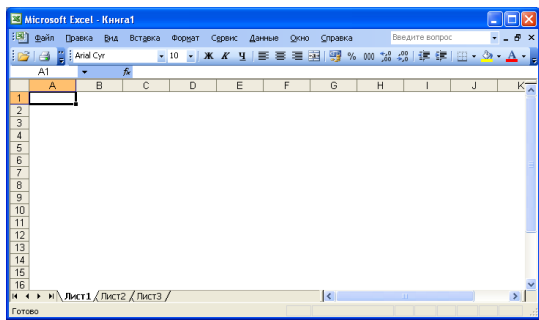 Microsoft Excel - Книга1
Файл Правка Вид Вставка Формат Сервис Данные Окно Справка Введите вопрос
Arial Cyr 10 Ж К Ч % 000
A1 fx
A B C D E F G H I J K
1
2
3
4
5
6
7
8
9
10
11
12
13
14
15
16
Лист1 Лист2 Лист3
Готово